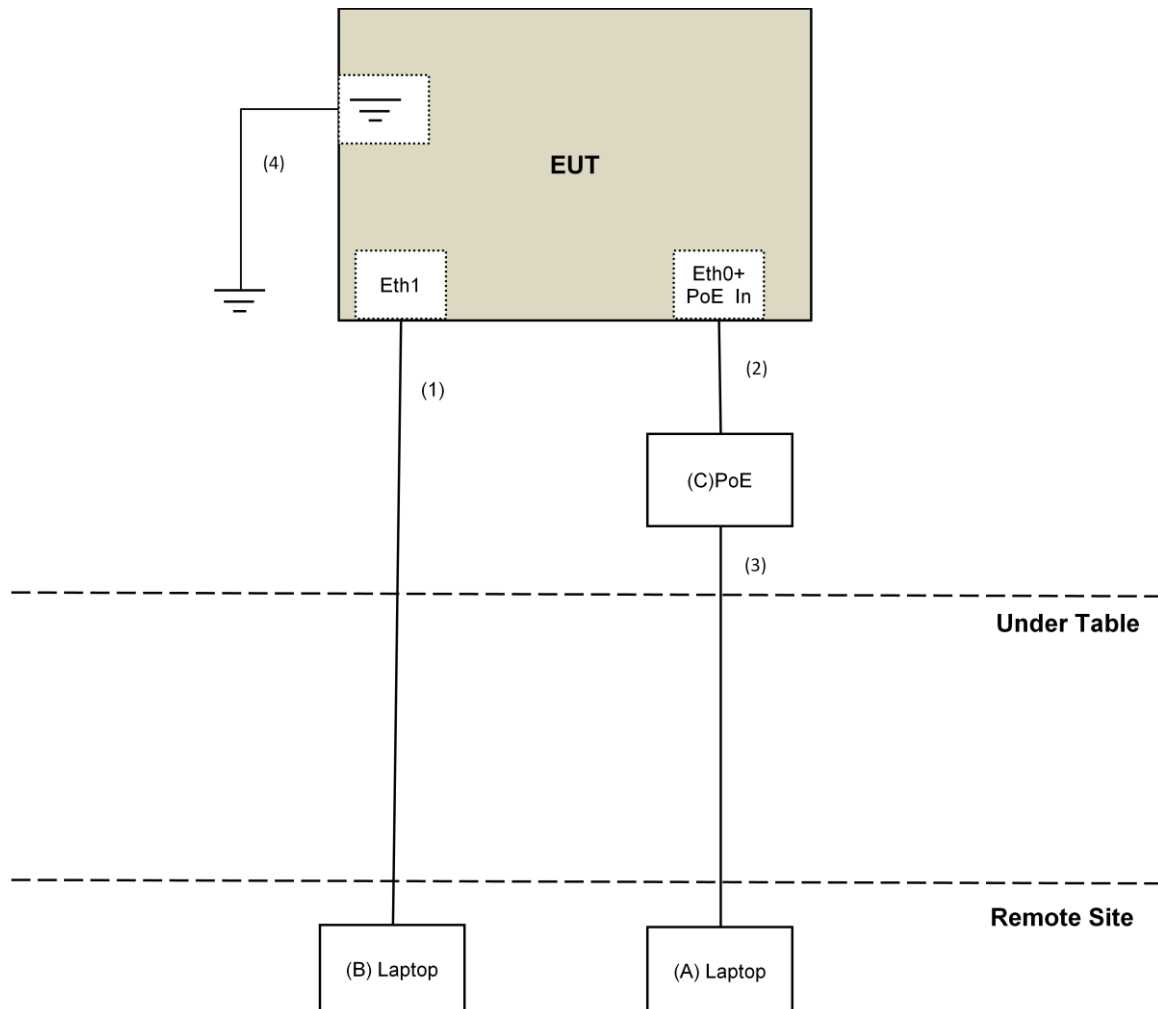 (4)
EUT
Eth1
Eth0+
PoE In
(1)
(2)
(C)PoE
(3)
Under Table
Remote Site
(B) Laptop
(A) Laptop